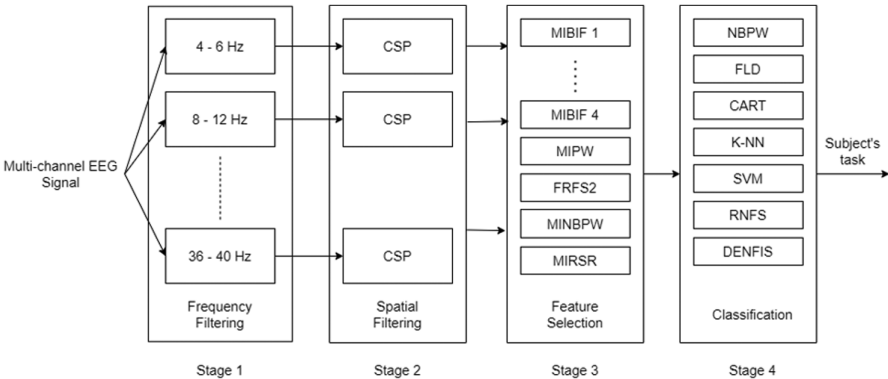 Multi-channel EEG
Signal
4 - 6 Hz
8 - 12 Hz
36 - 40 Hz
Frequency
Filtering
Stage 1
CSP
CSP
CSP
Spatial
Filtering
Stage 2
MIBIF 1
MIBIF 4
MIPW
FRFS2
MINBPW
MIRSR
Feature
Selection
Stage 3
NBPW
FLD
CART
K-NN
SVM
RNFS
DENFIS
Classification
Stage 4
Subject's
task